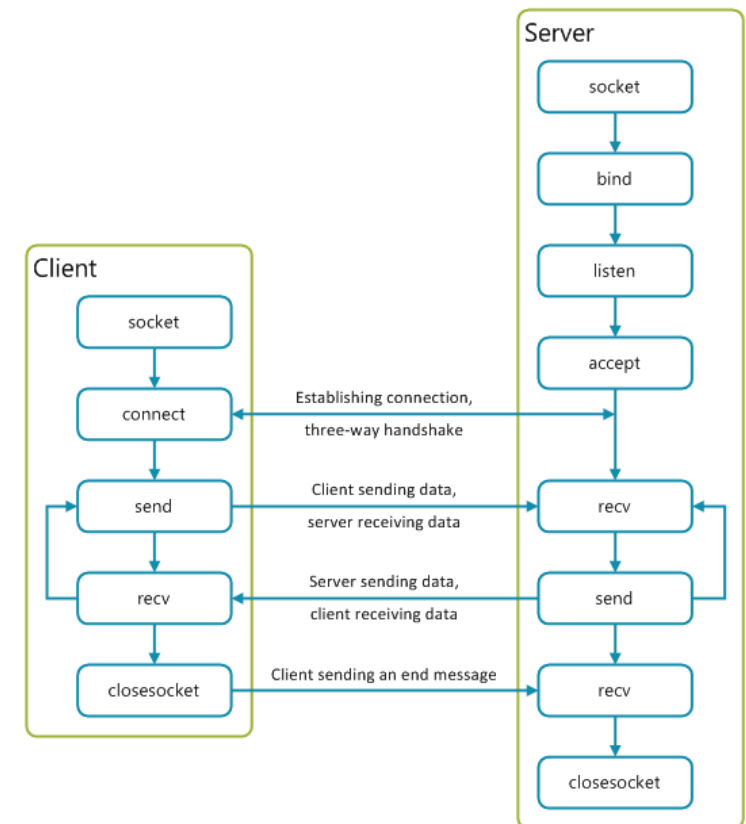 Server
socket
bind
listen
accept
recv
send
recv
closesocket
Client
socket
connect
send
recv
closesocket
Establishing connection,
three-way handshake
Client sending data,
server receiving data
Server sending data,
client receiving data
Client sending an end message